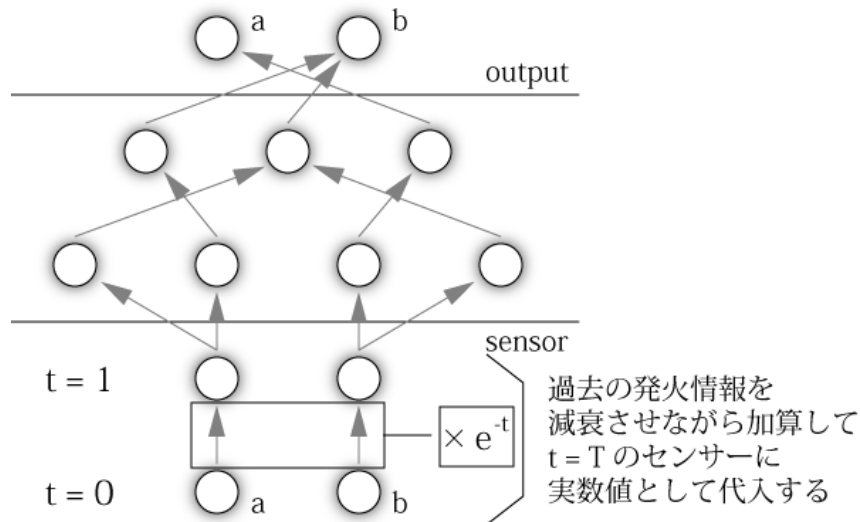 a
b
output
sensor
t = 1
過去の発火情報を
減衰させながら加算して
× e-t
t = T のセンサーに
実数値として代入する
t = 0
a
b